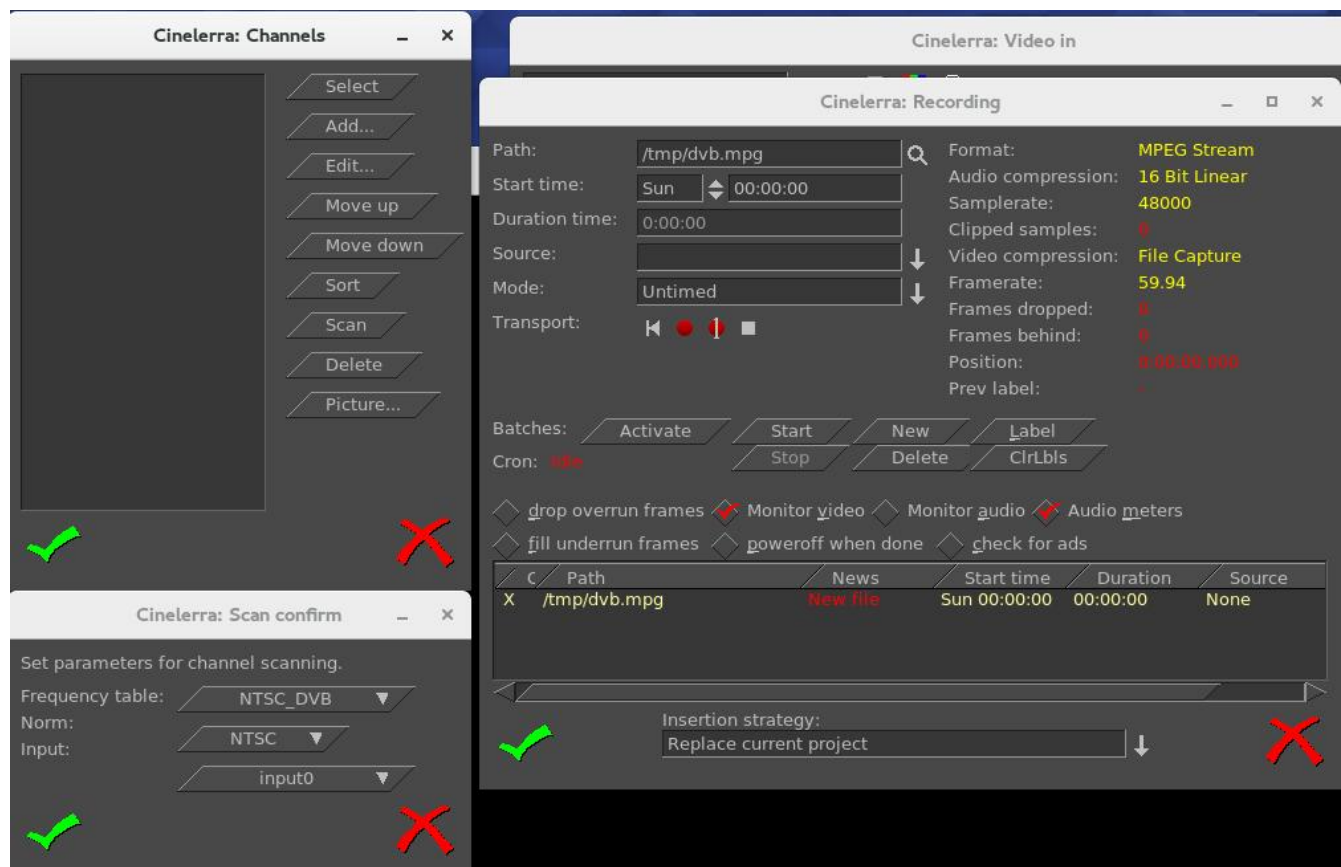 Cinelerra: Channels
Select
Add...
Edit...
Move up
Move down
Sort
Scan
Delete
Picture...
Cinelerra: Scan confirm
Set parameters for channel scanning.
Frequency table: NTSC_DVB
Norm: NTSC
Input: input0
Cinelerra: Video in
Cinelerra: Recording
Path: /tmp/dvb.mpg
Start time: Sun 00:00:00
Duration time: 0:00:00
Source:
Mode: Untimed
Transport:
Format: MPEG Stream
Audio compression: 16 Bit Linear
Samplerate: 48000
Clipped samples: 0
Video compression: File Capture
Framerate: 59.94
Frames dropped: 0
Frames behind: 0
Position: 0:00:00.000
Prev label: -
Batches: Activate Start New Label
Cron: Idle Stop Delete ClrLbls
drop overrun frames Monitor video Monitor audio Audio meters
fill underrun frames poweroff when done check for ads
C Path News Start time Duration Source
X /tmp/dvb.mpg New file Sun 00:00:00 00:00:00 None
Insertion strategy:
Replace current project